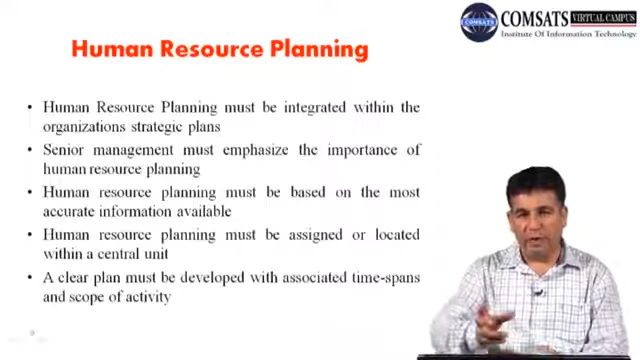 COMSATS
COMSATS VIRTUAL CAMPUS
Institute Of Information Technology
Human Resource Planning
• Human Resource Planning must be integrated within the
organizations strategic plans
• Senior management must emphasize the importance of
human resource planning
• Human resource planning must be based on the most
accurate information available
• Human resource planning must be assigned or located
within a central unit
• A clear plan must be developed with associated time-spans
and scope of activity